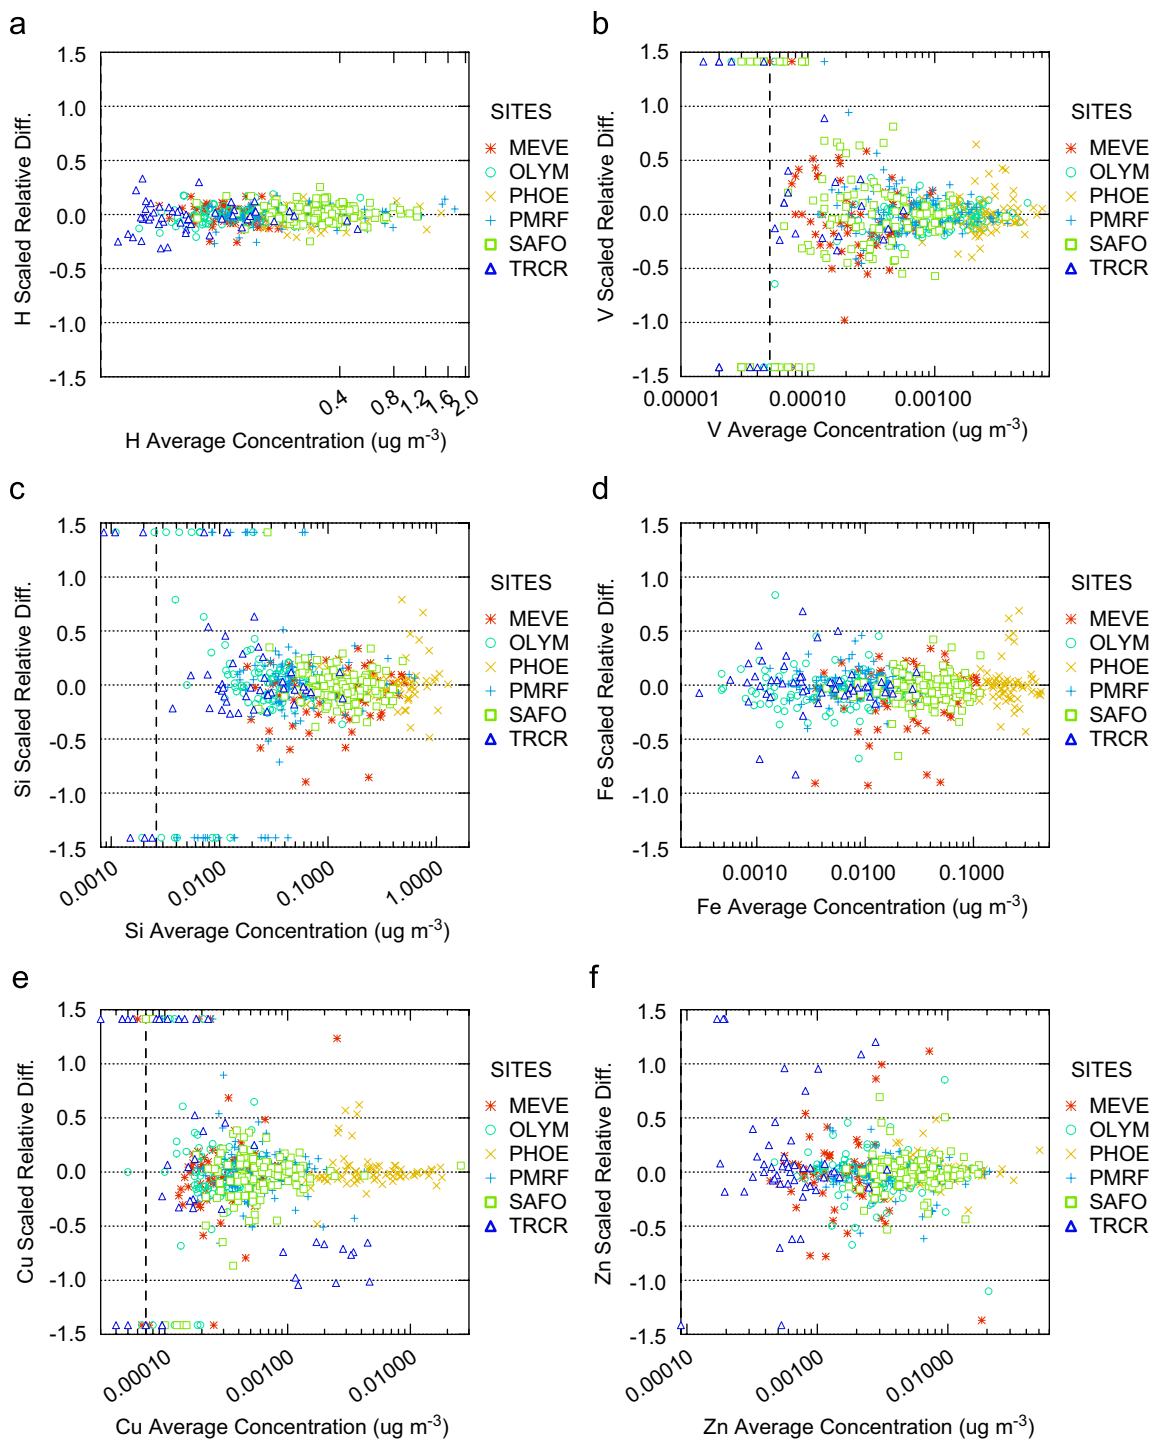 a
1.5
1.0
0.5
0.0
-0.5
-1.0
-1.5
H Scaled Relative Diff.
0.4
0.8
1.2
1.6
2.0
H Average Concentration (ug m-3)
SITES
MEVE
OLYM
PHOE
PMRF
SAFO
TRCR
b
1.5
1.0
0.5
0.0
-0.5
-1.0
-1.5
V Scaled Relative Diff.
0.00001
0.00010
0.00100
V Average Concentration (ug m-3)
SITES
MEVE
OLYM
PHOE
PMRF
SAFO
TRCR
c
1.5
1.0
0.5
0.0
-0.5
-1.0
-1.5
Si Scaled Relative Diff.
0.0010
0.0100
0.1000
1.0000
Si Average Concentration (ug m-3)
SITES
MEVE
OLYM
PHOE
PMRF
SAFO
TRCR
d
1.5
1.0
0.5
0.0
-0.5
-1.0
-1.5
Fe Scaled Relative Diff.
0.0010
0.0100
0.1000
Fe Average Concentration (ug m-3)
SITES
MEVE
OLYM
PHOE
PMRF
SAFO
TRCR
e
1.5
1.0
0.5
0.0
-0.5
-1.0
-1.5
Cu Scaled Relative Diff.
0.00010
0.00100
0.01000
Cu Average Concentration (ug m-3)
SITES
MEVE
OLYM
PHOE
PMRF
SAFO
TRCR
f
1.5
1.0
0.5
0.0
-0.5
-1.0
-1.5
Zn Scaled Relative Diff.
0.00010
0.00100
0.01000
Zn Average Concentration (ug m-3)
SITES
MEVE
OLYM
PHOE
PMRF
SAFO
TRCR